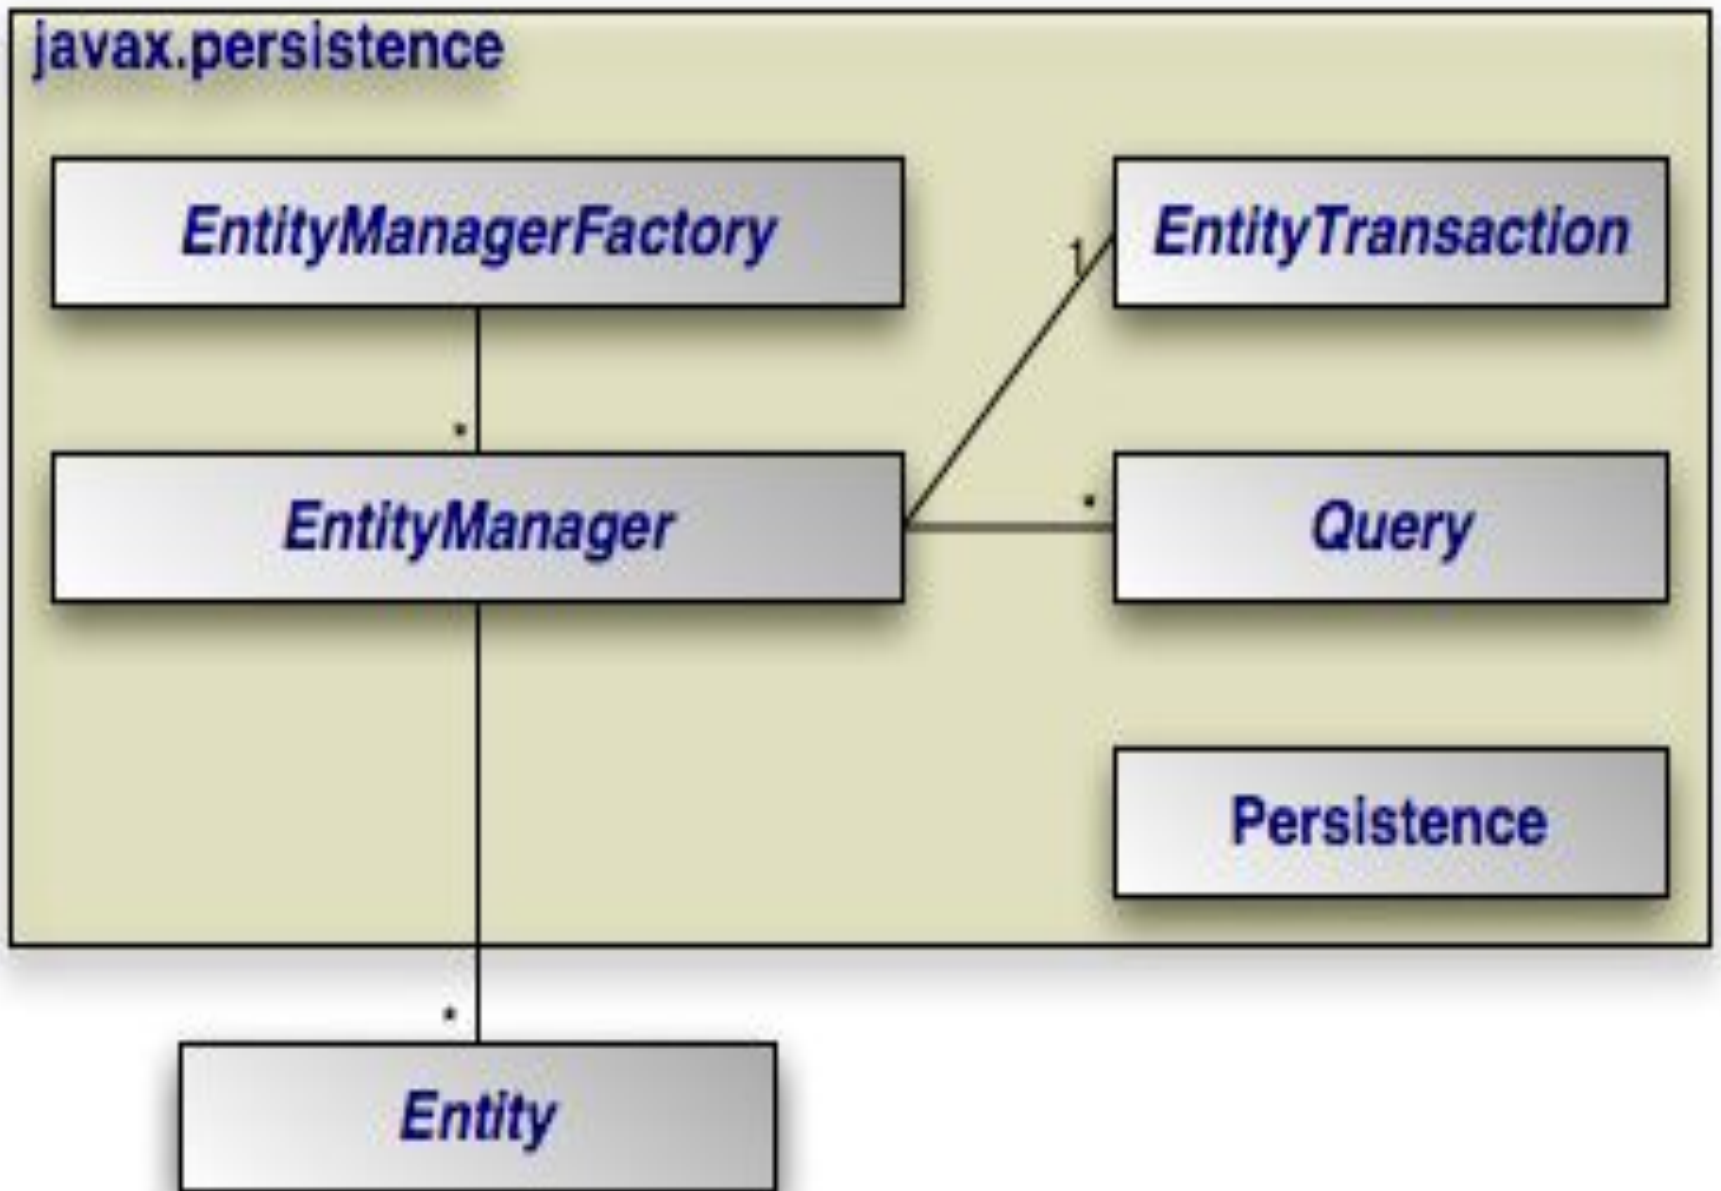 javax.persistence
EntityManagerFactory
EntityTransaction
1
*
EntityManager
*
Query
Persistence
*
Entity